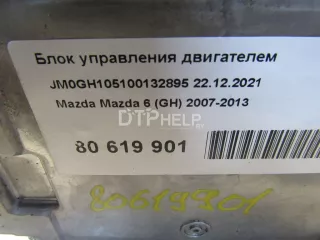 Блок управления двигателем
JM0GH105100132895 22.12.2021
Mazda Mazda 6 (GH) 2007-2013
DTPHELP
80 619 901
80619901